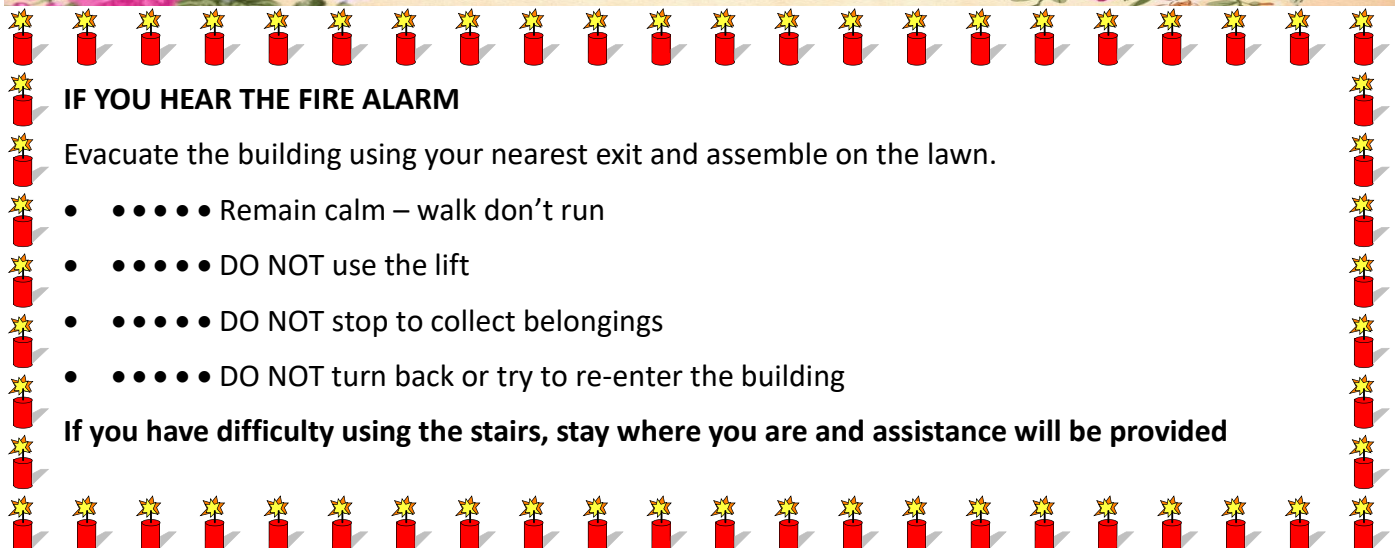 IF YOU HEAR THE FIRE ALARM
Evacuate the building using your nearest exit and assemble on the lawn.
• • • • • • Remain calm – walk don’t run
• • • • • • DO NOT use the lift
• • • • • • DO NOT stop to collect belongings
• • • • • • DO NOT turn back or try to re-enter the building
If you have difficulty using the stairs, stay where you are and assistance will be provided